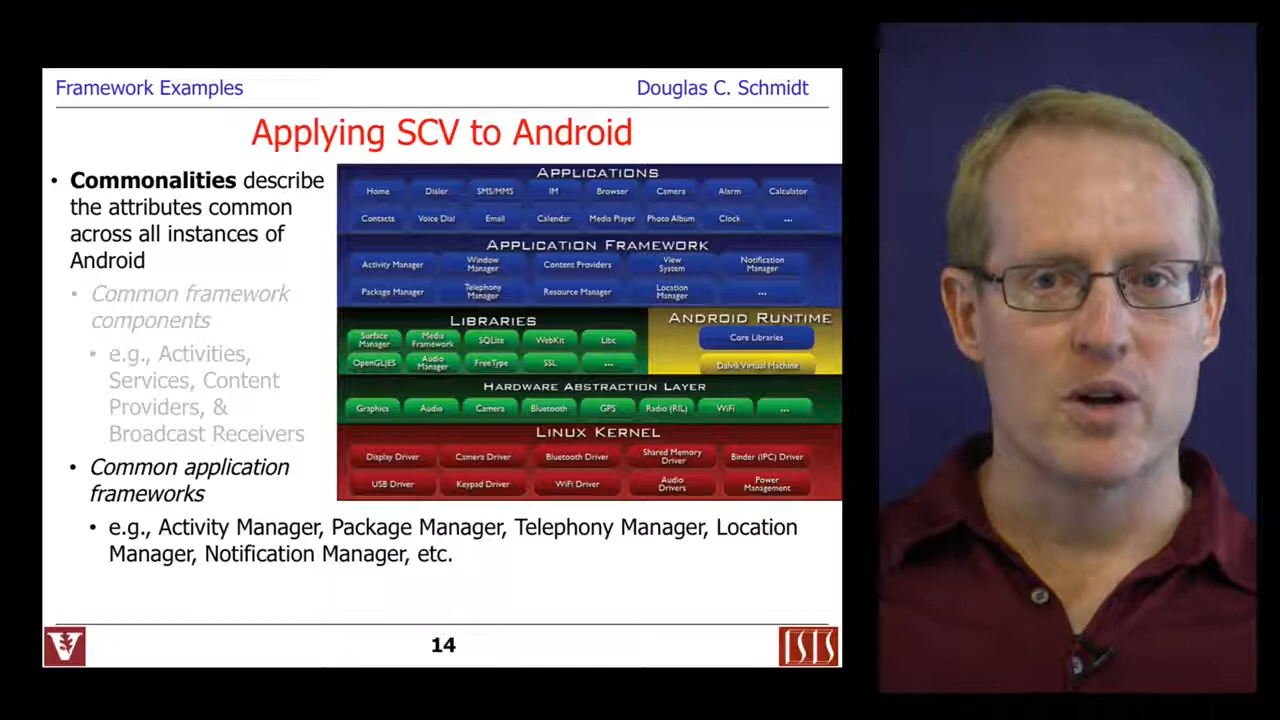 Framework Examples
Douglas C. Schmidt
Applying SCV to Android
• Commonalities describe
the attributes common
across all instances of
Android
• Common framework
components
• e.g., Activities,
Services, Content
Providers, &
Broadcast Receivers
• Common application
frameworks
• e.g., Activity Manager, Package Manager, Telephony Manager, Location
Manager, Notification Manager, etc.
APPLICATIONS
Home Dialer SMS/MMS IM Browser Camera Alarm Calculator
Contacts Voice Dial Email Calendar Media Player Photo Album Clock ...
APPLICATION FRAMEWORK
Activity Manager Window Manager Content Providers View System Notification Manager
Package Manager Telephony Manager Resource Manager Location Manager ...
LIBRARIES
Surface Manager Media Framework SQLite WebKit Libc
OpenGL|ES Audio Manager FreeType SSL ...
ANDROID RUNTIME
Core Libraries
Dalvik Virtual Machine
HARDWARE ABSTRACTION LAYER
Graphics Audio Camera Bluetooth GPS Radio (RIL) WiFi ...
LINUX KERNEL
Display Driver Camera Driver Bluetooth Driver Shared Memory Driver Binder (IPC) Driver
USB Driver Keypad Driver WiFi Driver Audio Drivers Power Management
V
14
ISIS